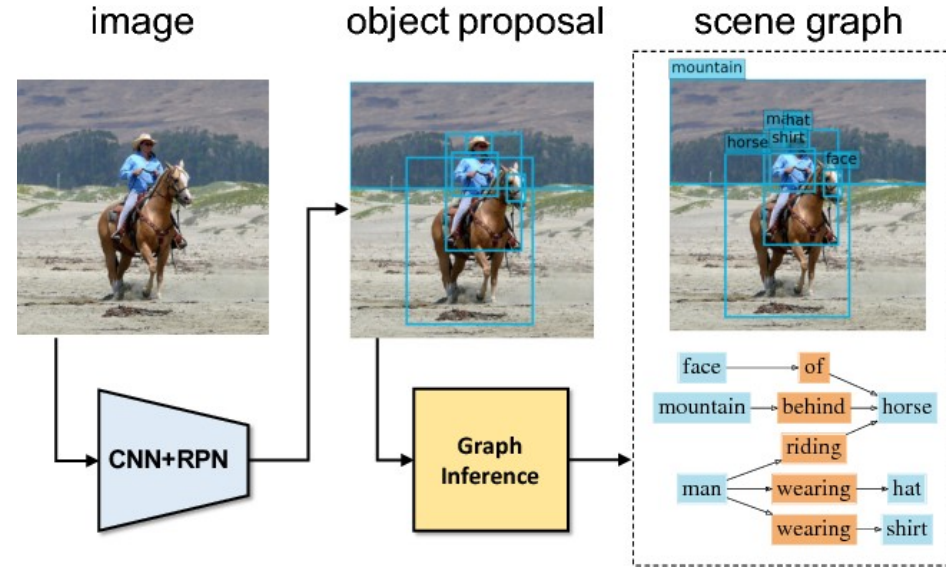 image
object proposal
scene graph
mountain
hat
shirt
horse
face
CNN+RPN
Graph
Inference
face of
mountain behind horse
riding
man wearing hat
wearing shirt